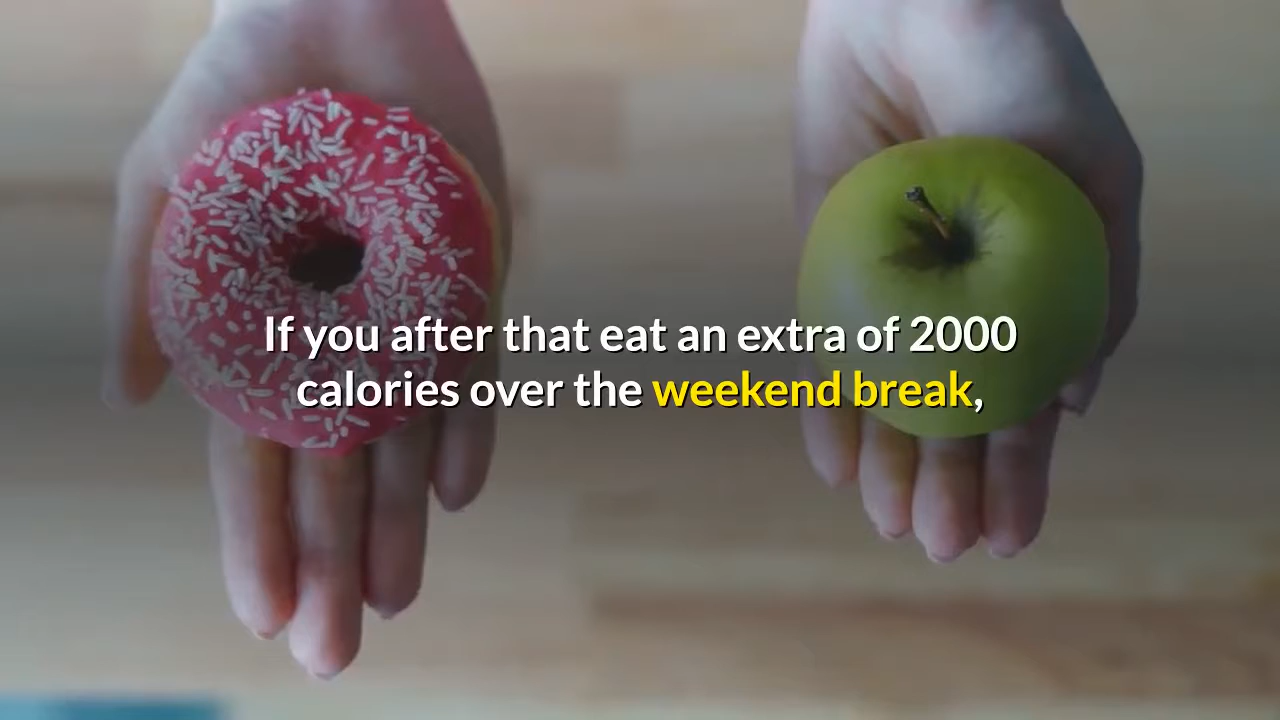 If you after that eat an extra of 2000
calories over the weekend break,